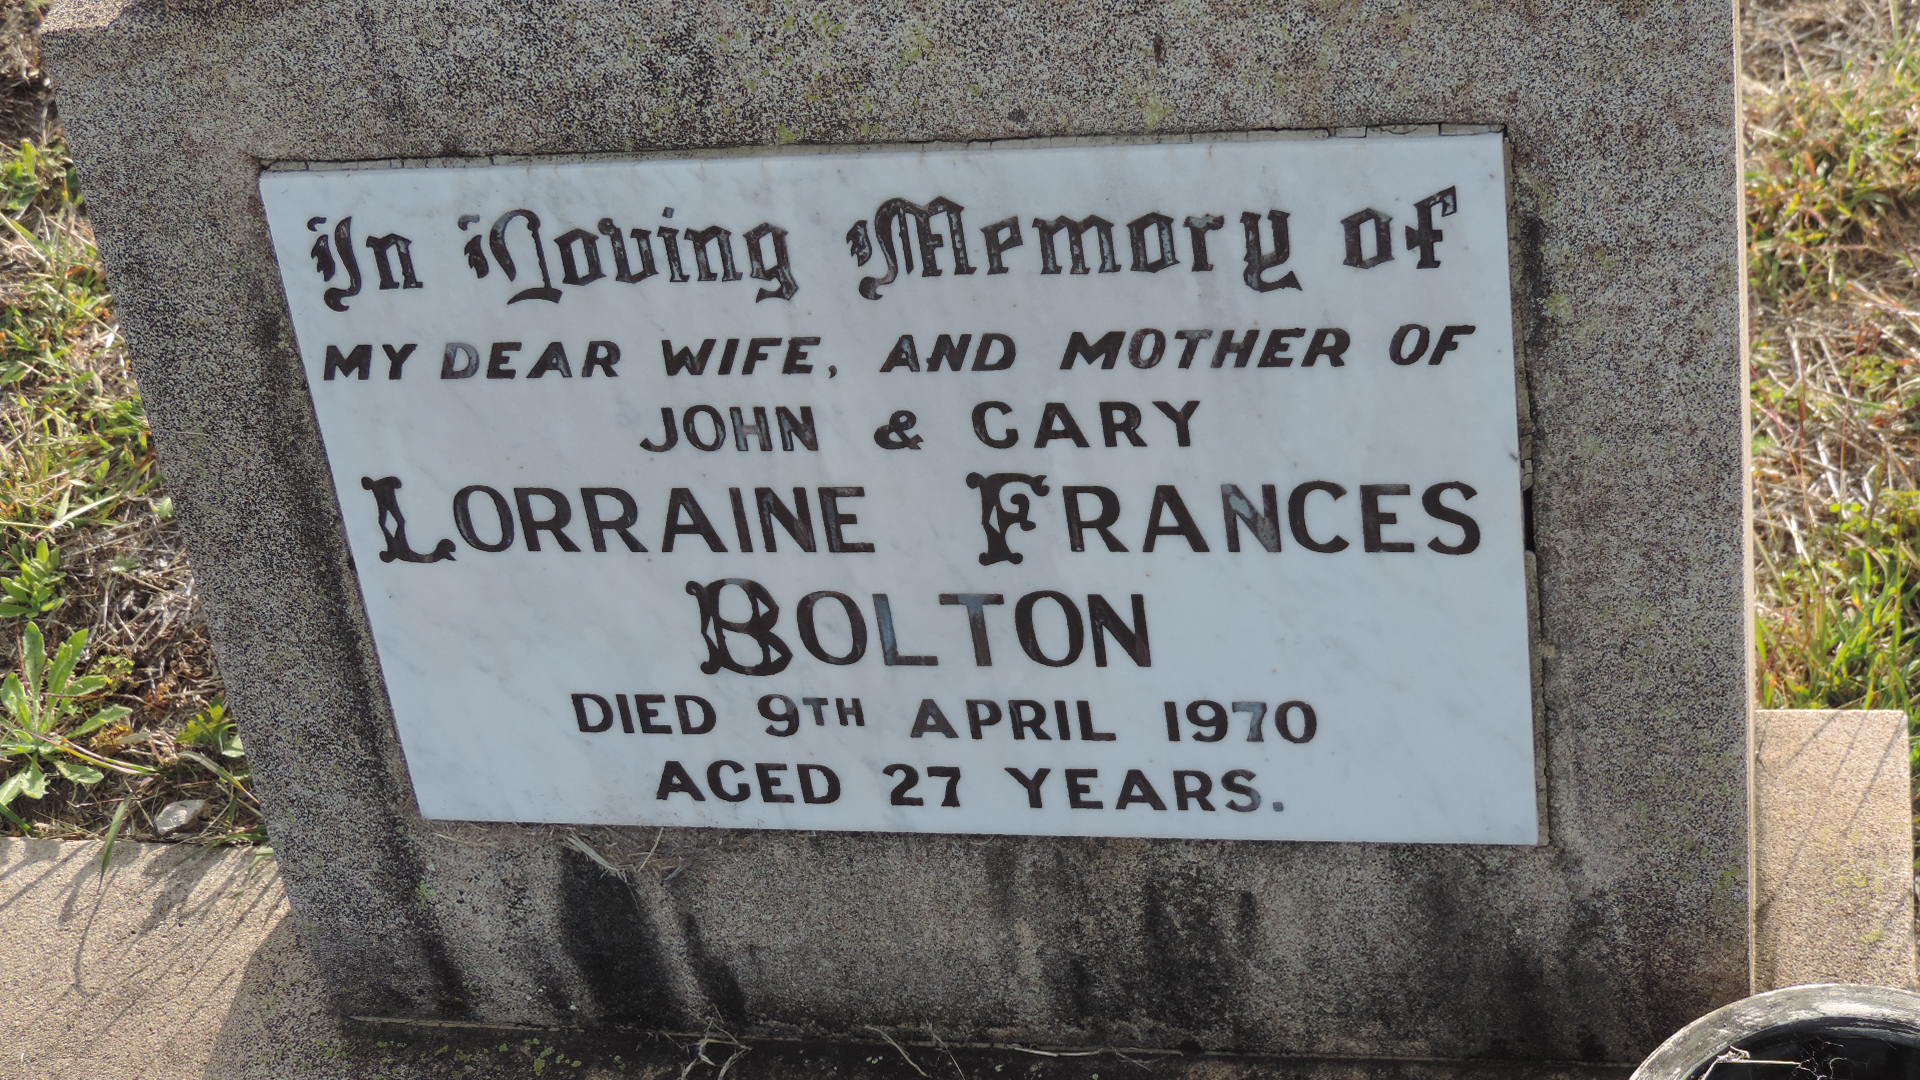 In Loving Memory of
MY DEAR WIFE, AND MOTHER OF
JOHN & GARY
LORRAINE FRANCES
BOLTON
DIED 9TH APRIL 1970
AGED 27 YEARS.